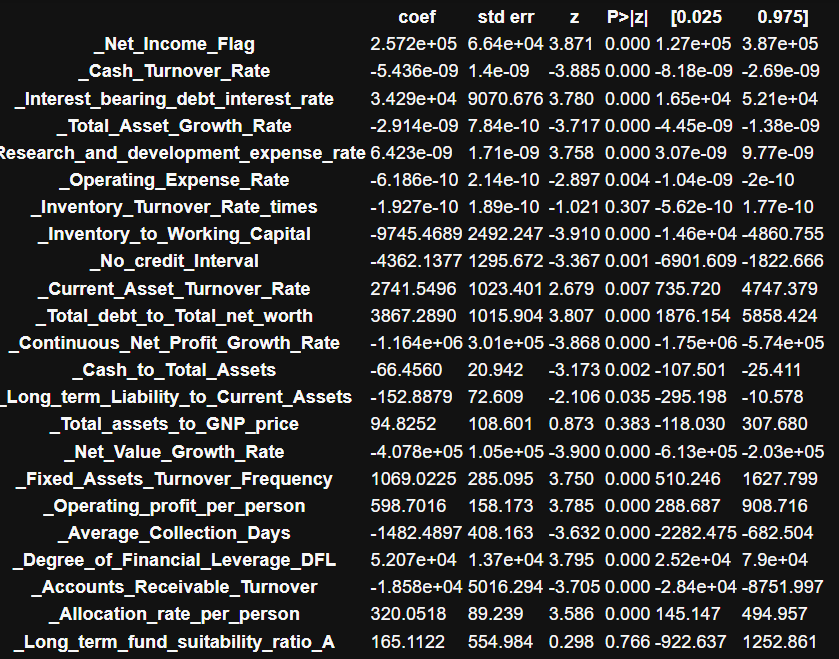 coef std err z P>|z| [0.025 0.975]
_Net_Income_Flag 2.572e+05 6.64e+04 3.871 0.000 1.27e+05 3.87e+05
_Cash_Turnover_Rate -5.436e-09 1.4e-09 -3.885 0.000 -8.18e-09 -2.69e-09
_Interest_bearing_debt_interest_rate 3.429e+04 9070.676 3.780 0.000 1.65e+04 5.21e+04
_Total_Asset_Growth_Rate -2.914e-09 7.84e-10 -3.717 0.000 -4.45e-09 -1.38e-09
Research_and_development_expense_rate 6.423e-09 1.71e-09 3.758 0.000 3.07e-09 9.77e-09
_Operating_Expense_Rate -6.186e-10 2.14e-10 -2.897 0.004 -1.04e-09 -2e-10
_Inventory_Turnover_Rate_times -1.927e-10 1.89e-10 -1.021 0.307 -5.62e-10 1.77e-10
_Inventory_to_Working_Capital -9745.4689 2492.247 -3.910 0.000 -1.46e+04 -4860.755
_No_credit_Interval -4362.1377 1295.672 -3.367 0.001 -6901.609 -1822.666
_Current_Asset_Turnover_Rate 2741.5496 1023.401 2.679 0.007 735.720 4747.379
_Total_debt_to_Total_net_worth 3867.2890 1015.904 3.807 0.000 1876.154 5858.424
_Continuous_Net_Profit_Growth_Rate -1.164e+06 3.01e+05 -3.868 0.000 -1.75e+06 -5.74e+05
_Cash_to_Total_Assets -66.4560 20.942 -3.173 0.002 -107.501 -25.411
_Long_term_Liability_to_Current_Assets -152.8879 72.609 -2.106 0.035 -295.198 -10.578
_Total_assets_to_GNP_price 94.8252 108.601 0.873 0.383 -118.030 307.680
_Net_Value_Growth_Rate -4.078e+05 1.05e+05 -3.900 0.000 -6.13e+05 -2.03e+05
_Fixed_Assets_Turnover_Frequency 1069.0225 285.095 3.750 0.000 510.246 1627.799
_Operating_profit_per_person 598.7016 158.173 3.785 0.000 288.687 908.716
_Average_Collection_Days -1482.4897 408.163 -3.632 0.000 -2282.475 -682.504
_Degree_of_Financial_Leverage_DFL 5.207e+04 1.37e+04 3.795 0.000 2.52e+04 7.9e+04
_Accounts_Receivable_Turnover -1.858e+04 5016.294 -3.705 0.000 -2.84e+04 -8751.997
_Allocation_rate_per_person 320.0518 89.239 3.586 0.000 145.147 494.957
_Long_term_fund_suitability_ratio_A 165.1122 554.984 0.298 0.766 -922.637 1252.861